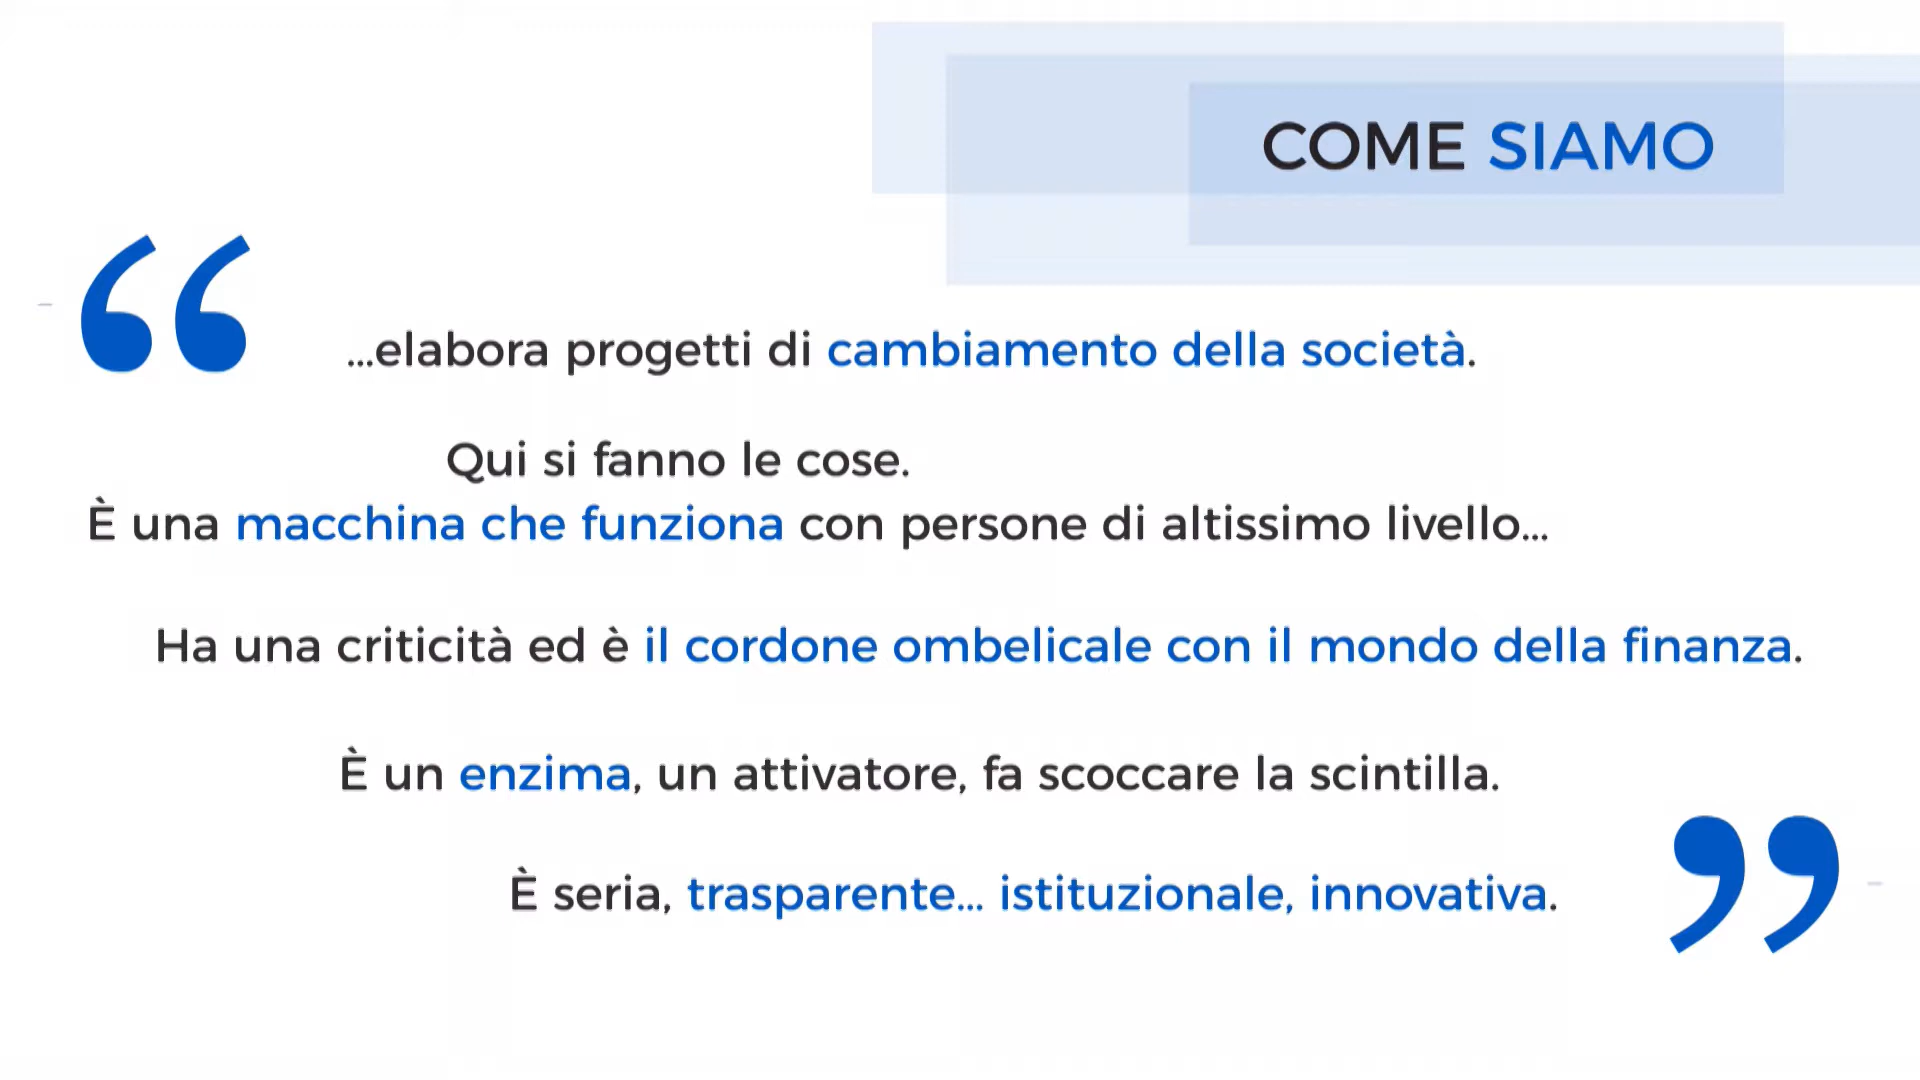 COME SIAMO
“
…elabora progetti di cambiamento della società.
Qui si fanno le cose.
È una macchina che funziona con persone di altissimo livello…
Ha una criticità ed è il cordone ombelicale con il mondo della finanza.
È un enzima, un attivatore, fa scoccare la scintilla.
È seria, trasparente… istituzionale, innovativa.
”